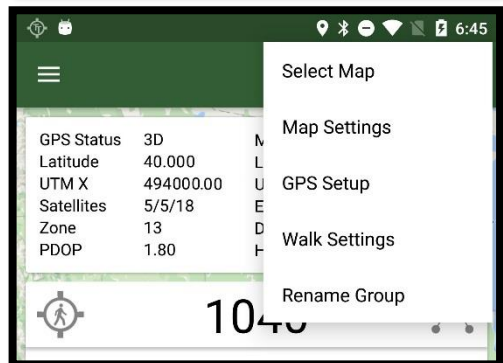 6:45
Select Map
Map Settings
GPS Setup
Walk Settings
Rename Group
GPS Status 3D M
Latitude 40.000 L
UTM X 494000.00 U
Satellites 5/5/18 E
Zone 13 D
PDOP 1.80 H
1040